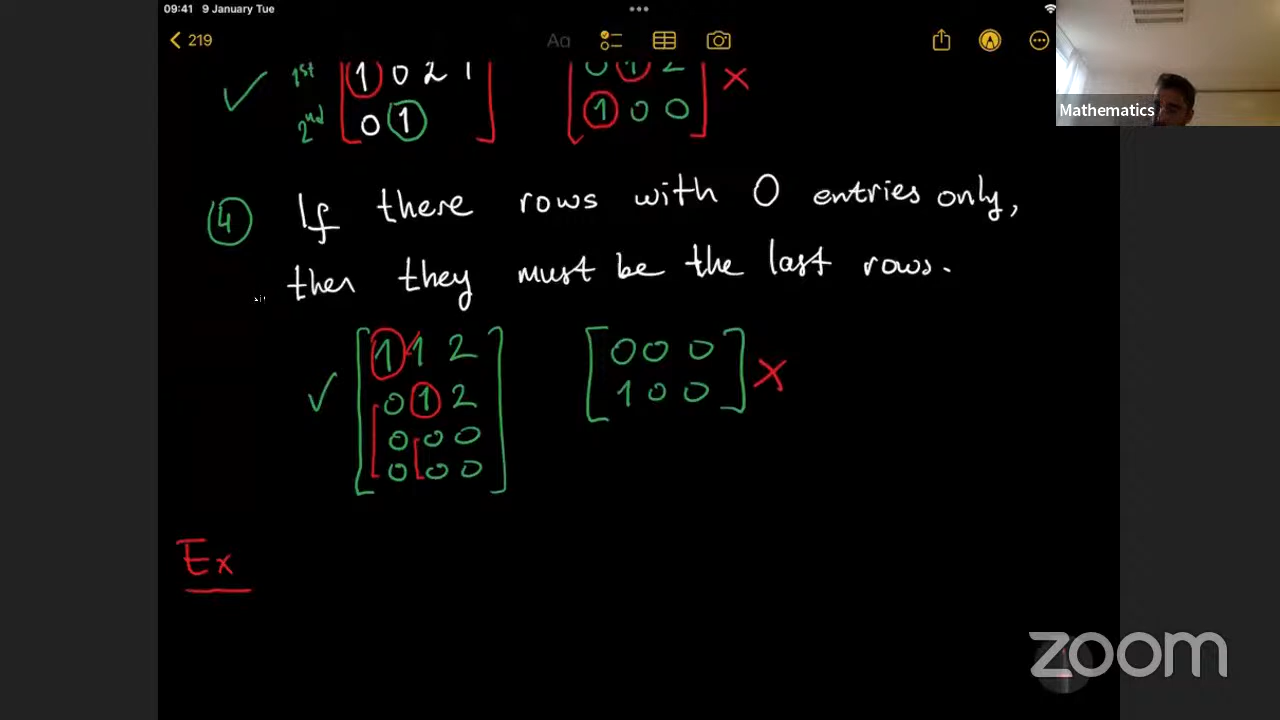 09:41 9 January Tue
219
Aa
Mathematics
✓ 1st [1 0 2 1] [0 1 2] ×
2nd [0 1] [1 0 0]
④ If there rows with 0 entries only,
then they must be the last rows.
[1 1 2] [0 0 0]
✓ [0 1 2] [1 0 0] ×
[0 0 0]
[0 0 0]
Ex
zoom